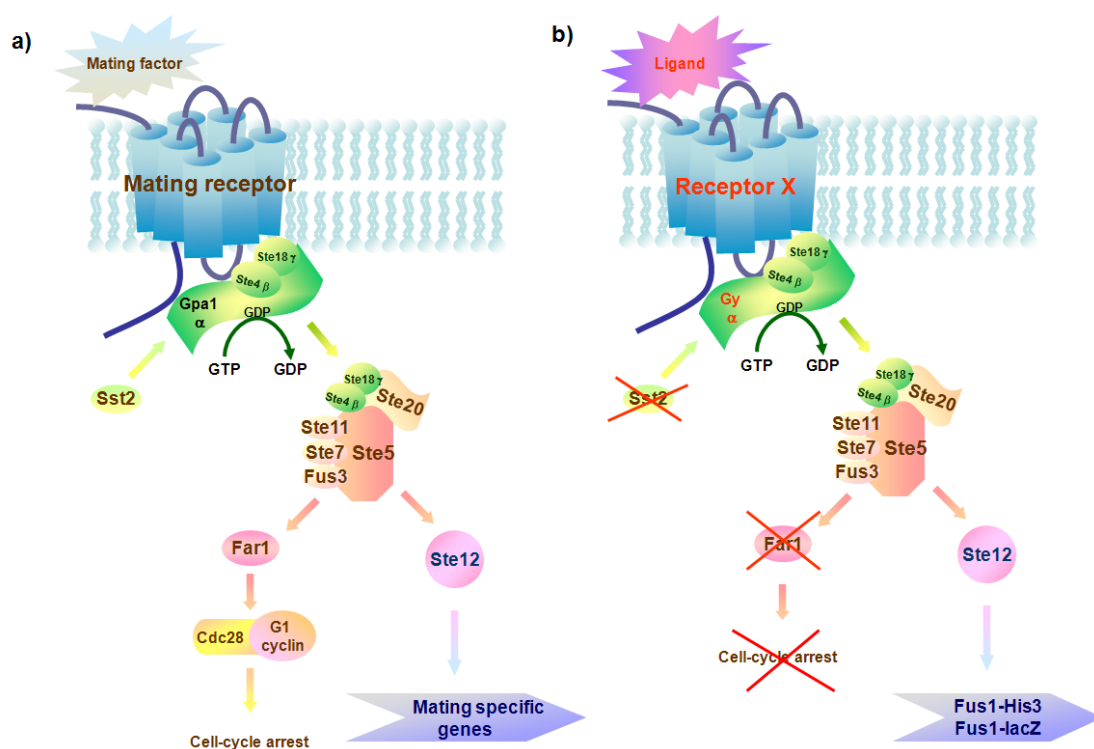 a)
Mating factor
Mating receptor
Ste18 γ
Ste4 β
Gpa1
α
GDP
GTP
GDP
Sst2
Ste18 γ
Ste4 β
Ste20
Ste11
Ste7
Ste5
Fus3
Far1
Ste12
Cdc28
G1
cyclin
Mating specific
genes
Cell-cycle arrest
b)
Ligand
Receptor X
Ste18 γ
Ste4 β
Gy
α
GDP
GTP
GDP
Sst2
Ste18 γ
Ste4 β
Ste20
Ste11
Ste7
Ste5
Fus3
Far1
Ste12
Cell-cycle arrest
Fus1-His3
Fus1-lacZ